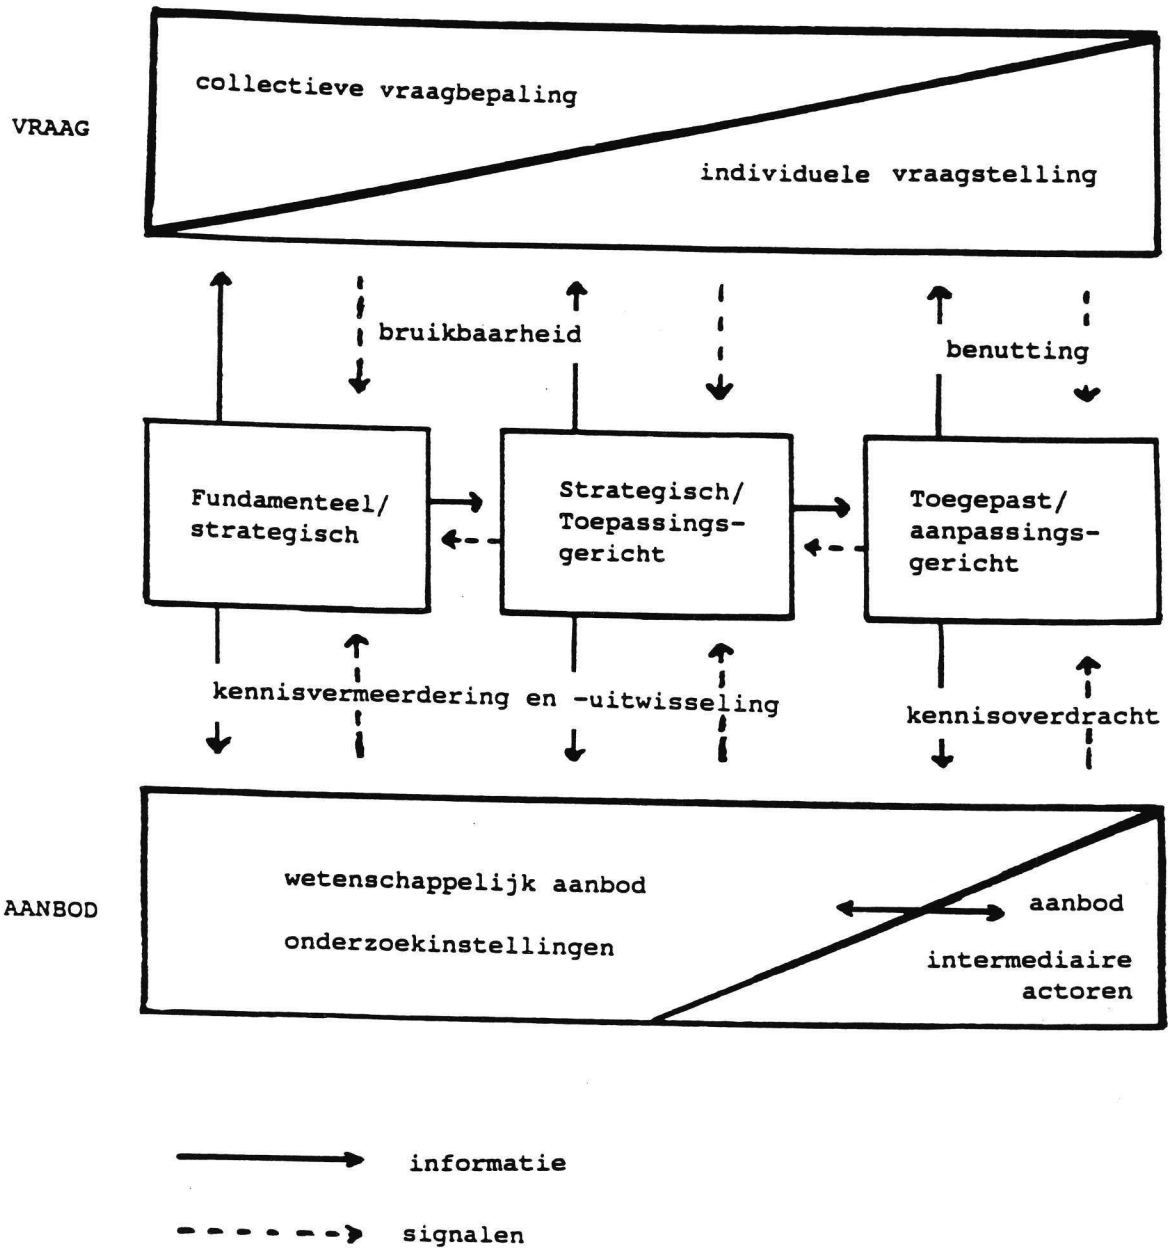 collectieve vraagbepaling
VRAAG
individuele vraagstelling
bruikbaarheid
benutting
Fundamenteel/
strategisch
Strategisch/
Toepassings-
gericht
Toegepast/
aanpassings-
gericht
kennisvermeerdering en -uitwisseling
kennisoverdracht
AANBOD
wetenschappelijk aanbod
onderzoekinstellingen
aanbod
intermediaire
actoren
informatie
signalen